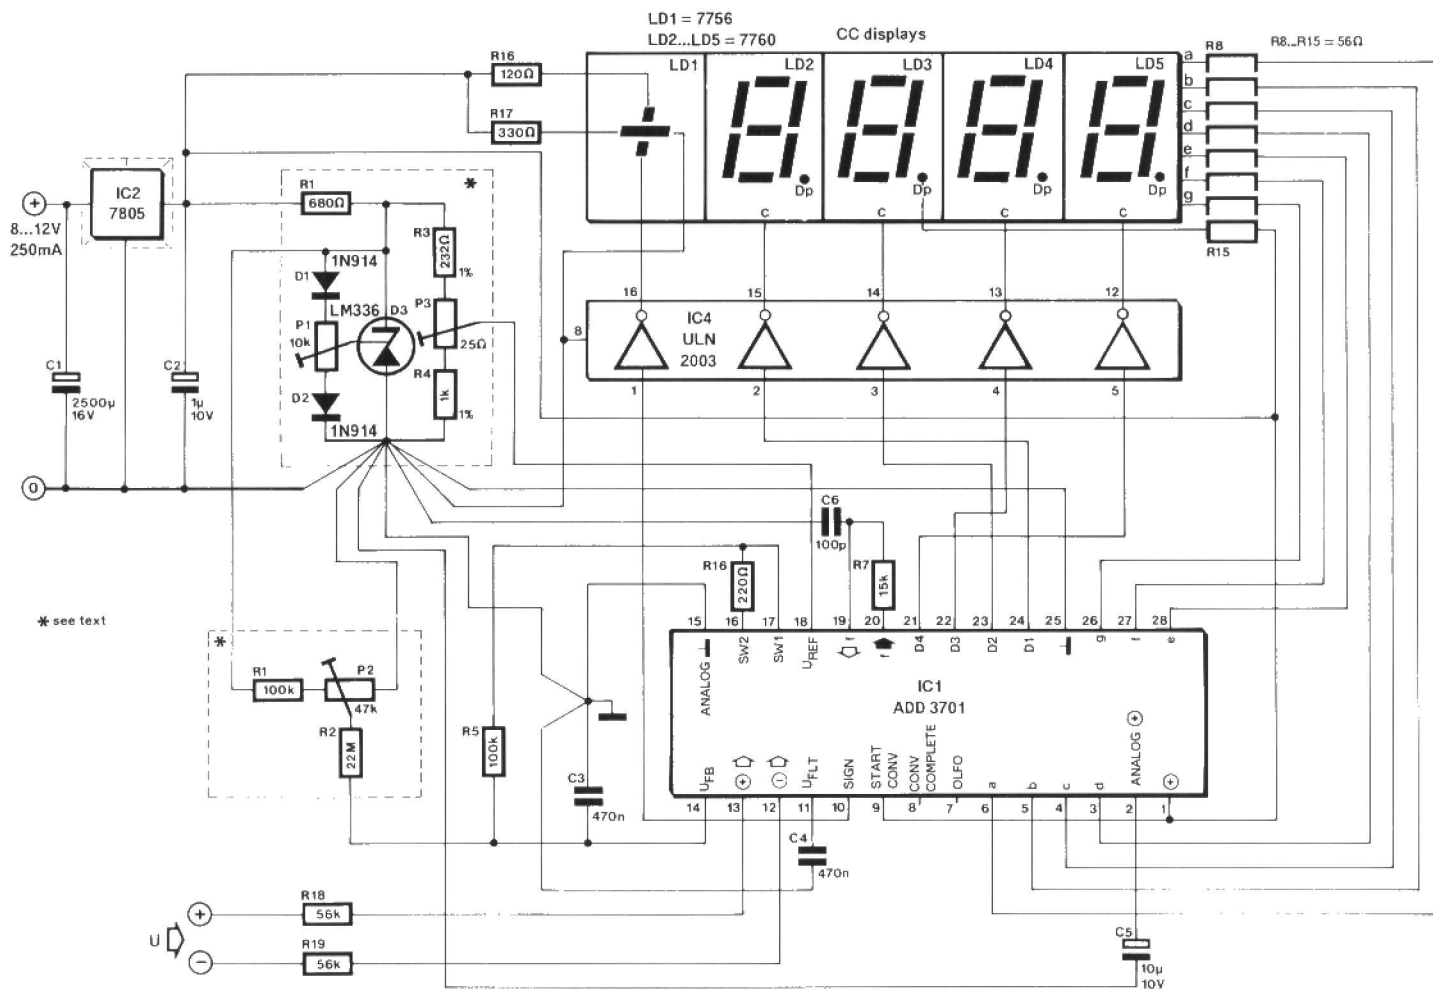 LD1 = 7756
LD2...LD5 = 7760
CC displays
R8...R15 = 56Ω
R16
120Ω
R17
330Ω
LD1
LD2
LD3
LD4
LD5
Dp
Dp
Dp
Dp
C
C
C
C
a
b
c
d
e
f
g
R8
R15
IC2
7805
+
8...12V
250mA
R1
680Ω
*
1N914
D1
LM336
D3
P1
10k
D2
1N914
R3
232Ω
1%
P3
25Ω
R4
1k
1%
C1
2500µ
16V
C2
1µ
10V
0
16
15
14
13
12
8
IC4
ULN
2003
1
2
3
4
5
C6
100p
R7
15k
R16
220Ω
* see text
*
R1
100k
P2
47k
R2
22M
R5
100k
C3
470n
15
16
17
18
19
20
21
22
23
24
25
26
27
28
ANALOG ⊥
SW2
SW1
UREF
f
f
D4
D3
D2
D1
⊥
g
f
e
IC1
ADD 3701
UFB
+
−
UFLT
SIGN
START
CONV
CONV
COMPLETE
OLFO
a
b
c
d
ANALOG +
+
14
13
12
11
10
9
8
7
6
5
4
3
2
1
C4
470n
U
+
R18
56k
−
R19
56k
C5
10µ
10V